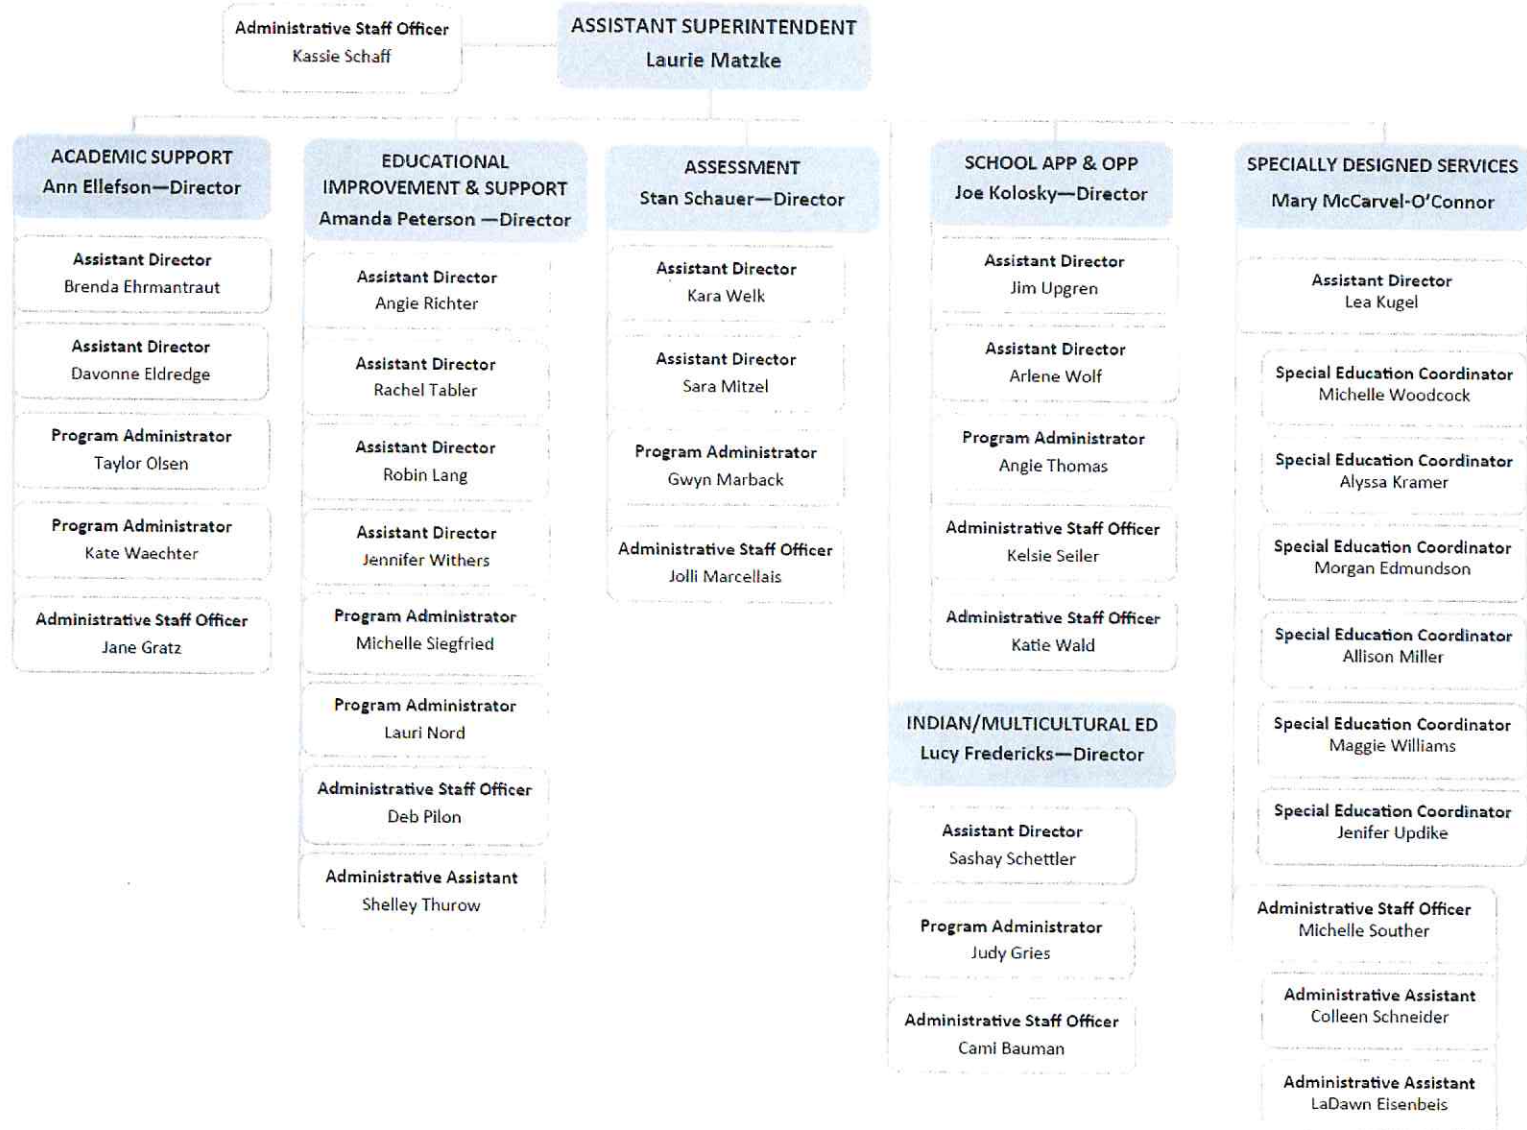 Administrative Staff Officer
Kassie Schaff
ASSISTANT SUPERINTENDENT
Laurie Matzke
ACADEMIC SUPPORT
Ann Ellefson—Director
Assistant Director
Brenda Ehrmantraut
Assistant Director
Davonne Eldredge
Program Administrator
Taylor Olsen
Program Administrator
Kate Waechter
Administrative Staff Officer
Jane Gratz
EDUCATIONAL
IMPROVEMENT & SUPPORT
Amanda Peterson —Director
Assistant Director
Angie Richter
Assistant Director
Rachel Tabler
Assistant Director
Robin Lang
Assistant Director
Jennifer Withers
Program Administrator
Michelle Siegfried
Program Administrator
Lauri Nord
Administrative Staff Officer
Deb Pilon
Administrative Assistant
Shelley Thurow
ASSESSMENT
Stan Schauer—Director
Assistant Director
Kara Welk
Assistant Director
Sara Mitzel
Program Administrator
Gwyn Marback
Administrative Staff Officer
Jolli Marcellais
SCHOOL APP & OPP
Joe Kolosky—Director
Assistant Director
Jim Upgren
Assistant Director
Arlene Wolf
Program Administrator
Angie Thomas
Administrative Staff Officer
Kelsie Seiler
Administrative Staff Officer
Katie Wald
INDIAN/MULTICULTURAL ED
Lucy Fredericks—Director
Assistant Director
Sashay Schettler
Program Administrator
Judy Gries
Administrative Staff Officer
Cami Bauman
SPECIALLY DESIGNED SERVICES
Mary McCarvel-O'Connor
Assistant Director
Lea Kugel
Special Education Coordinator
Michelle Woodcock
Special Education Coordinator
Alyssa Kramer
Special Education Coordinator
Morgan Edmundson
Special Education Coordinator
Allison Miller
Special Education Coordinator
Maggie Williams
Special Education Coordinator
Jenifer Updike
Administrative Staff Officer
Michelle Souther
Administrative Assistant
Colleen Schneider
Administrative Assistant
LaDawn Eisenbeis